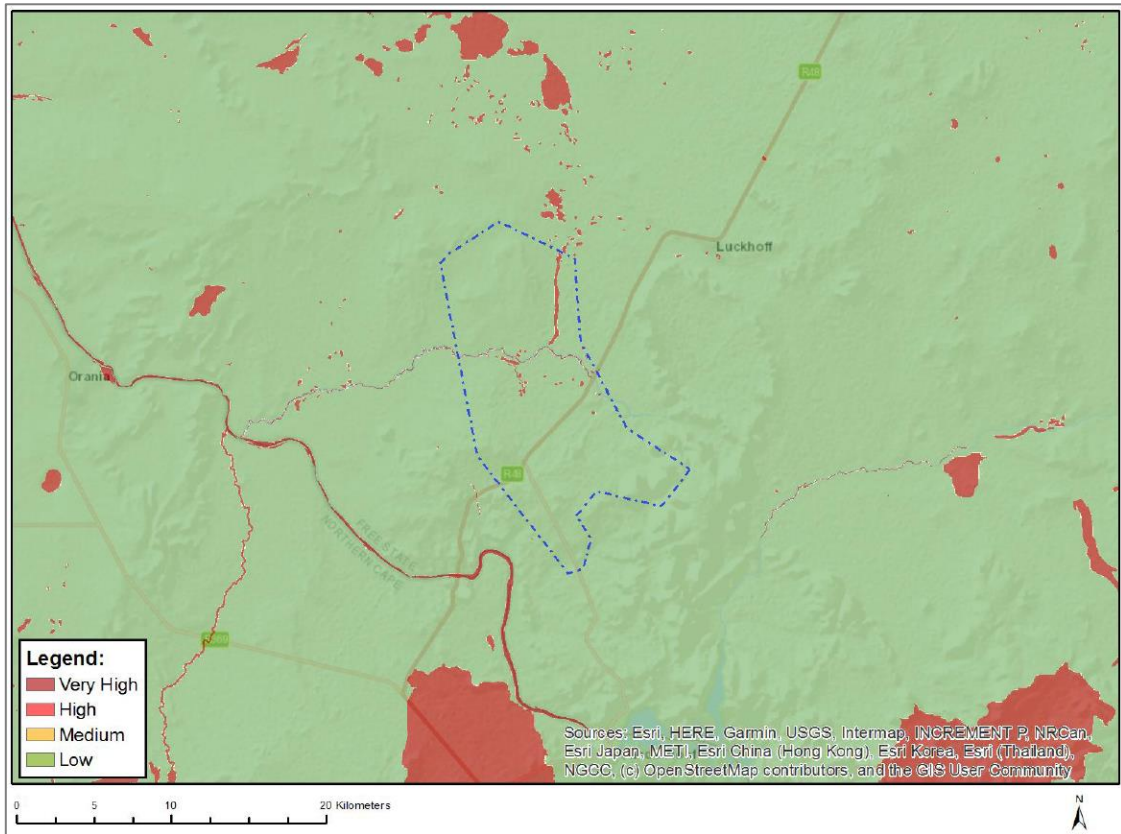 R48
Luckhoff
Orania
R48
FREE STATE
NORTHERN CAPE
Legend:
Very High
High
Medium
Low
Sources: Esri, HERE, Garmin, USGS, Intermap, INCREMENT P, NRCan,
Esri Japan, METI, Esri China (Hong Kong), Esri Korea, Esri (Thailand),
NGCC, (c) OpenStreetMap contributors, and the GIS User Community
0 5 10 20 Kilometers
N